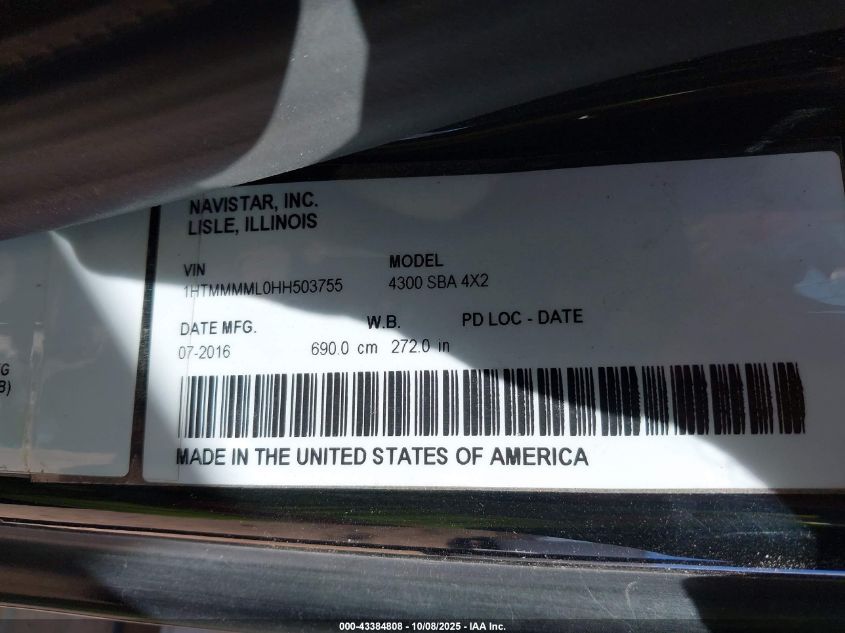 NAVISTAR, INC.
LISLE, ILLINOIS
VIN MODEL
1HTMMMML0HH503755 4300 SBA 4X2
DATE MFG. W.B. PD LOC - DATE
07-2016 690.0 cm 272.0 in
G
B)
MADE IN THE UNITED STATES OF AMERICA
000-43384808 - 10/08/2025 - IAA Inc.